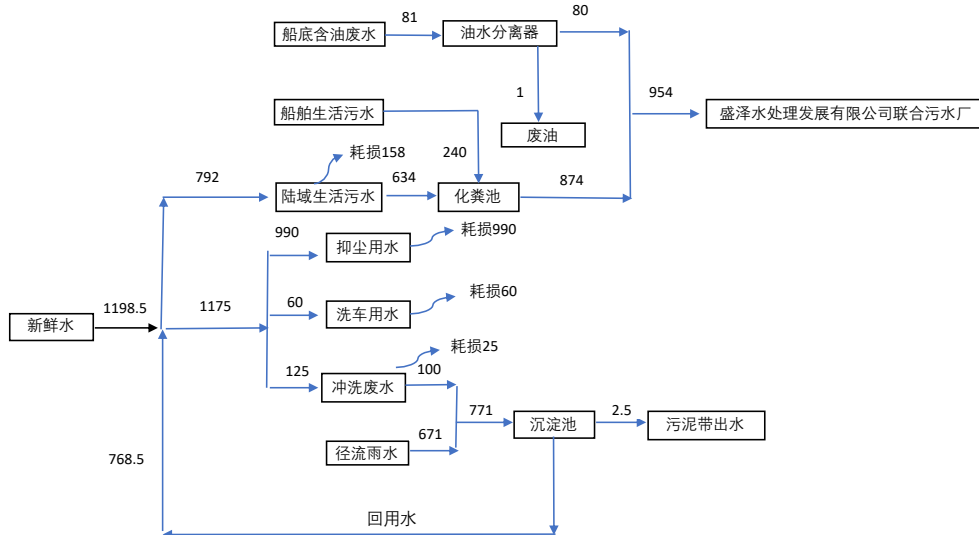 81
80
船底含油废水
油水分离器
954
盛泽水处理发展有限公司联合污水厂
1
船舶生活污水
废油
耗损158
240
792
634
874
陆域生活污水
化粪池
990
耗损990
抑尘用水
耗损60
1198.5
1175
60
新鲜水
洗车用水
耗损25
125
100
冲洗废水
771
2.5
沉淀池
污泥带出水
671
径流雨水
768.5
回用水